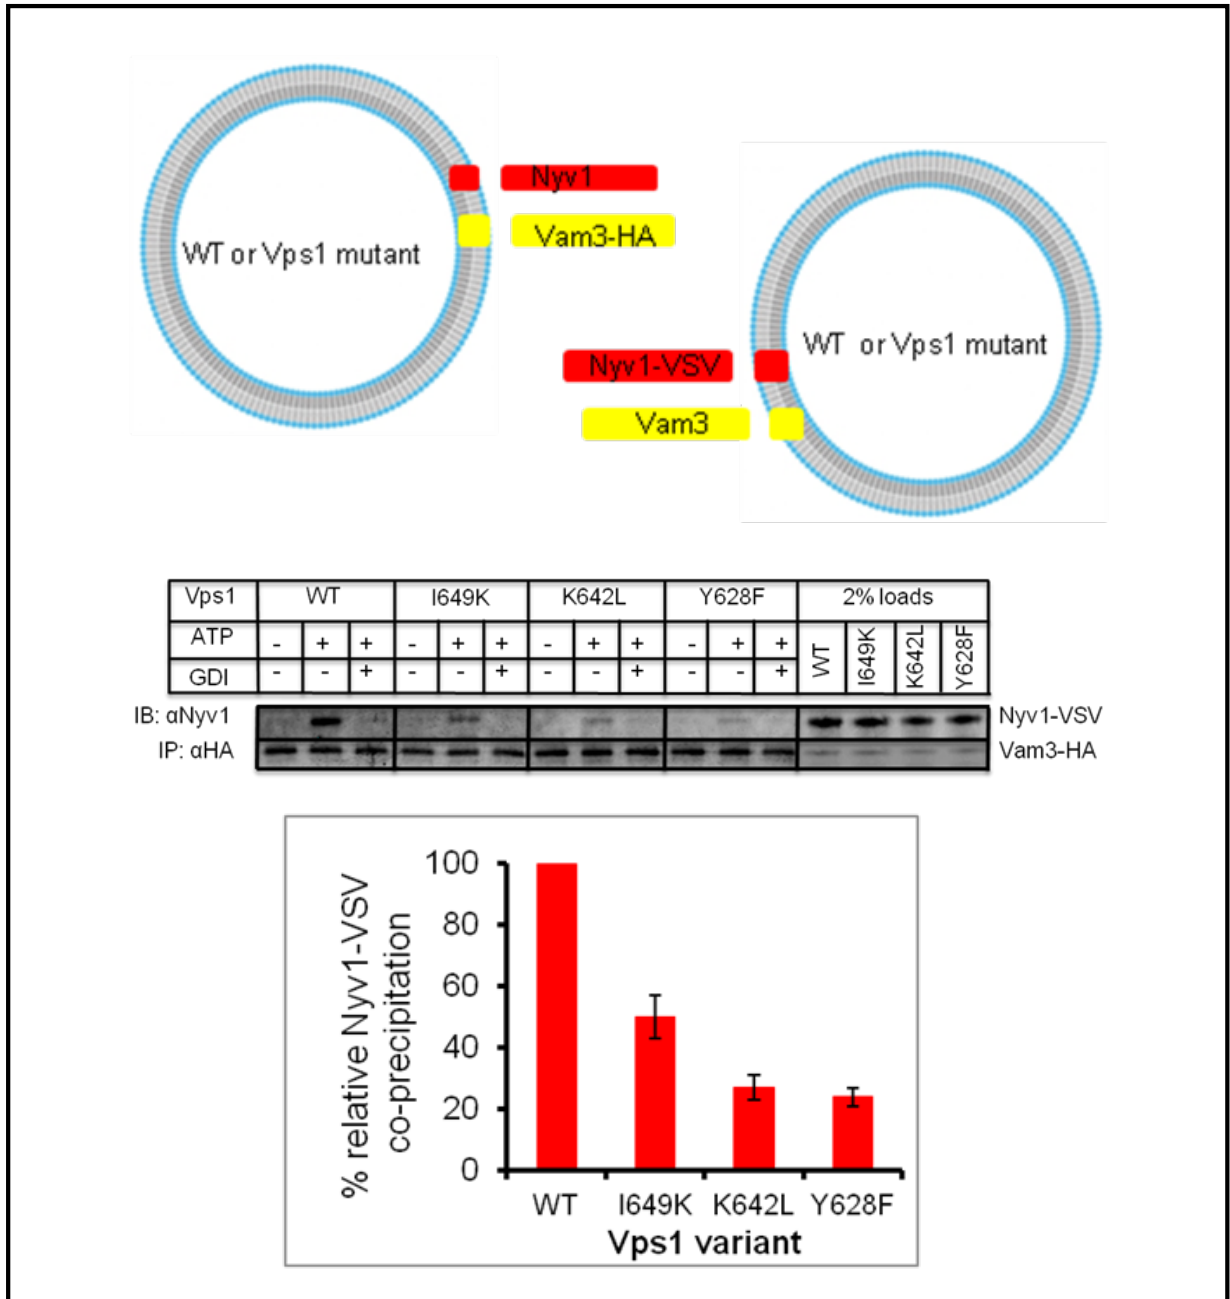 Nyv1
Vam3-HA
WT or Vps1 mutant
Nyv1-VSV
Vam3
WT or Vps1 mutant
Vps1 WT I649K K642L Y628F 2% loads
ATP - + + - + + - + + - + + WT I649K K642L Y628F
GDI - - + - - + - - + - - +
IB: αNyv1 Nyv1-VSV
IP: αHA Vam3-HA
% relative Nyv1-VSV
co-precipitation
100
80
60
40
20
0
WT I649K K642L Y628F
Vps1 variant